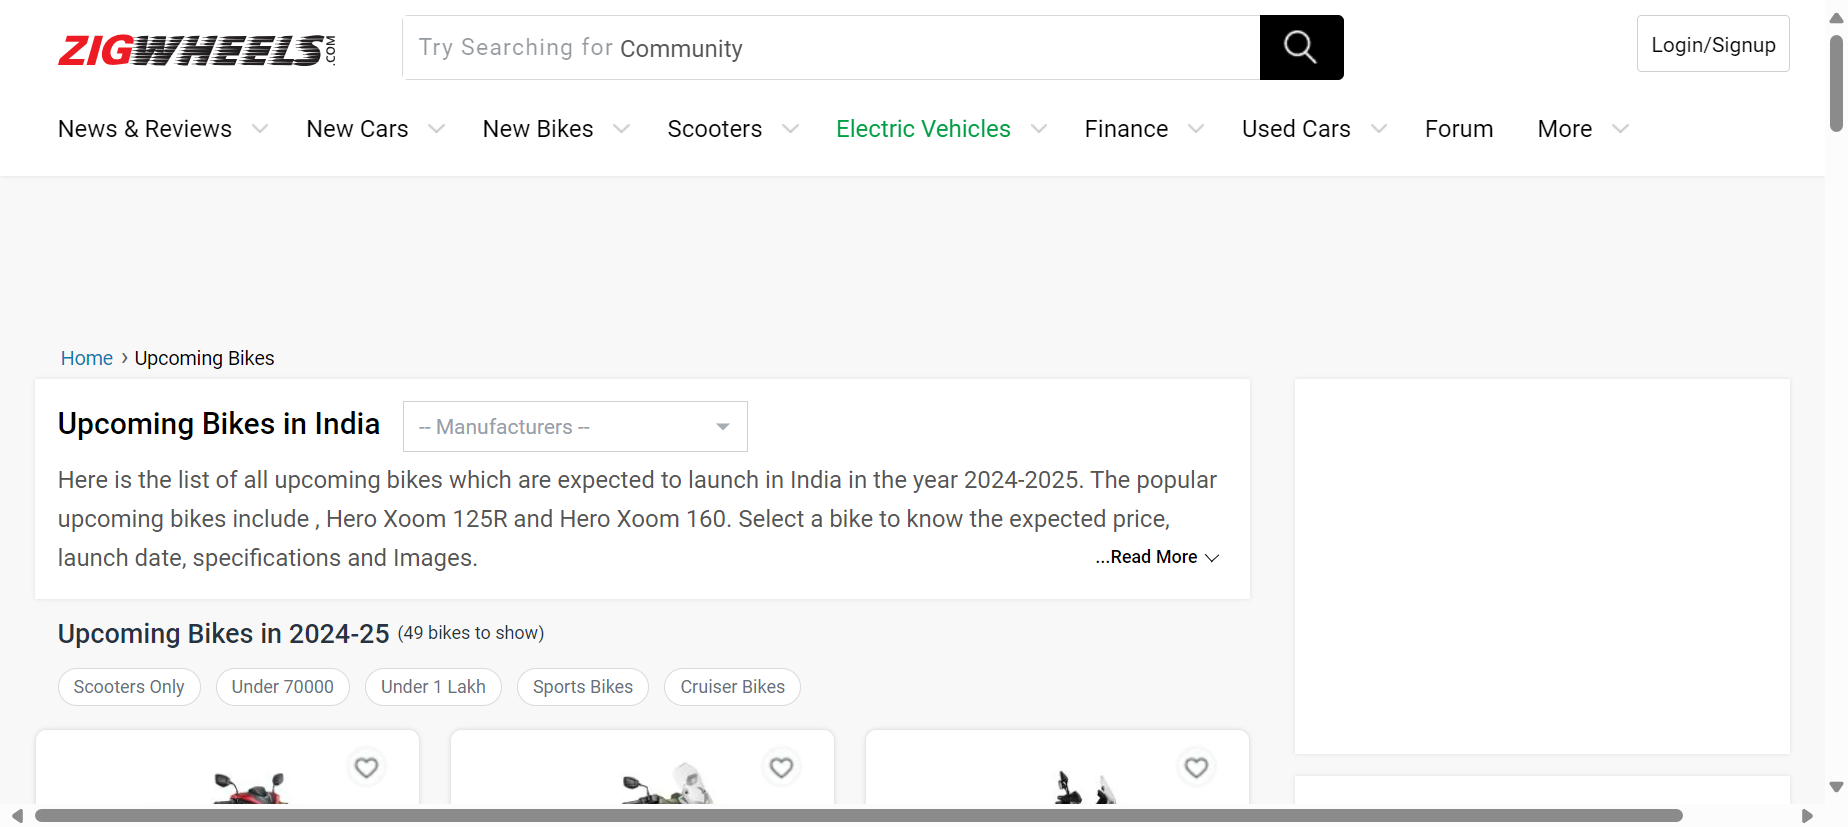 ZIGWHEELS.COM
Try Searching for Community
Login/Signup
News & Reviews New Cars New Bikes Scooters Electric Vehicles Finance Used Cars Forum More
Home › Upcoming Bikes
Upcoming Bikes in India
-- Manufacturers --
Here is the list of all upcoming bikes which are expected to launch in India in the year 2024-2025. The popular
upcoming bikes include , Hero Xoom 125R and Hero Xoom 160. Select a bike to know the expected price,
launch date, specifications and Images.
...Read More
Upcoming Bikes in 2024-25 (49 bikes to show)
Scooters Only Under 70000 Under 1 Lakh Sports Bikes Cruiser Bikes